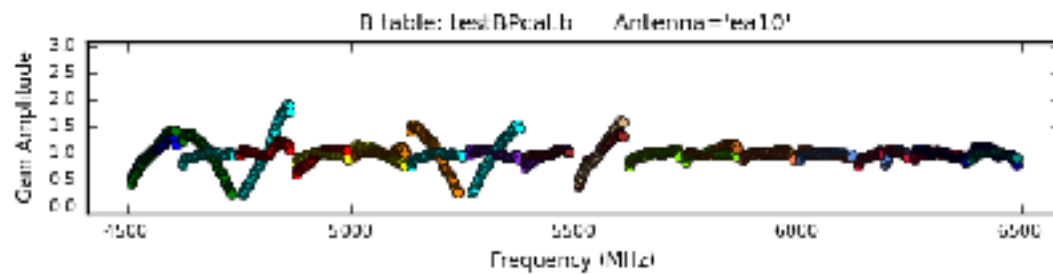 B table: testBPcal.b Antenna='ea10'
Gain Amplitude
3.0
2.5
2.0
1.5
1.0
0.5
0.0
4500 5000 5500 6000 6500
Frequency (MHz)